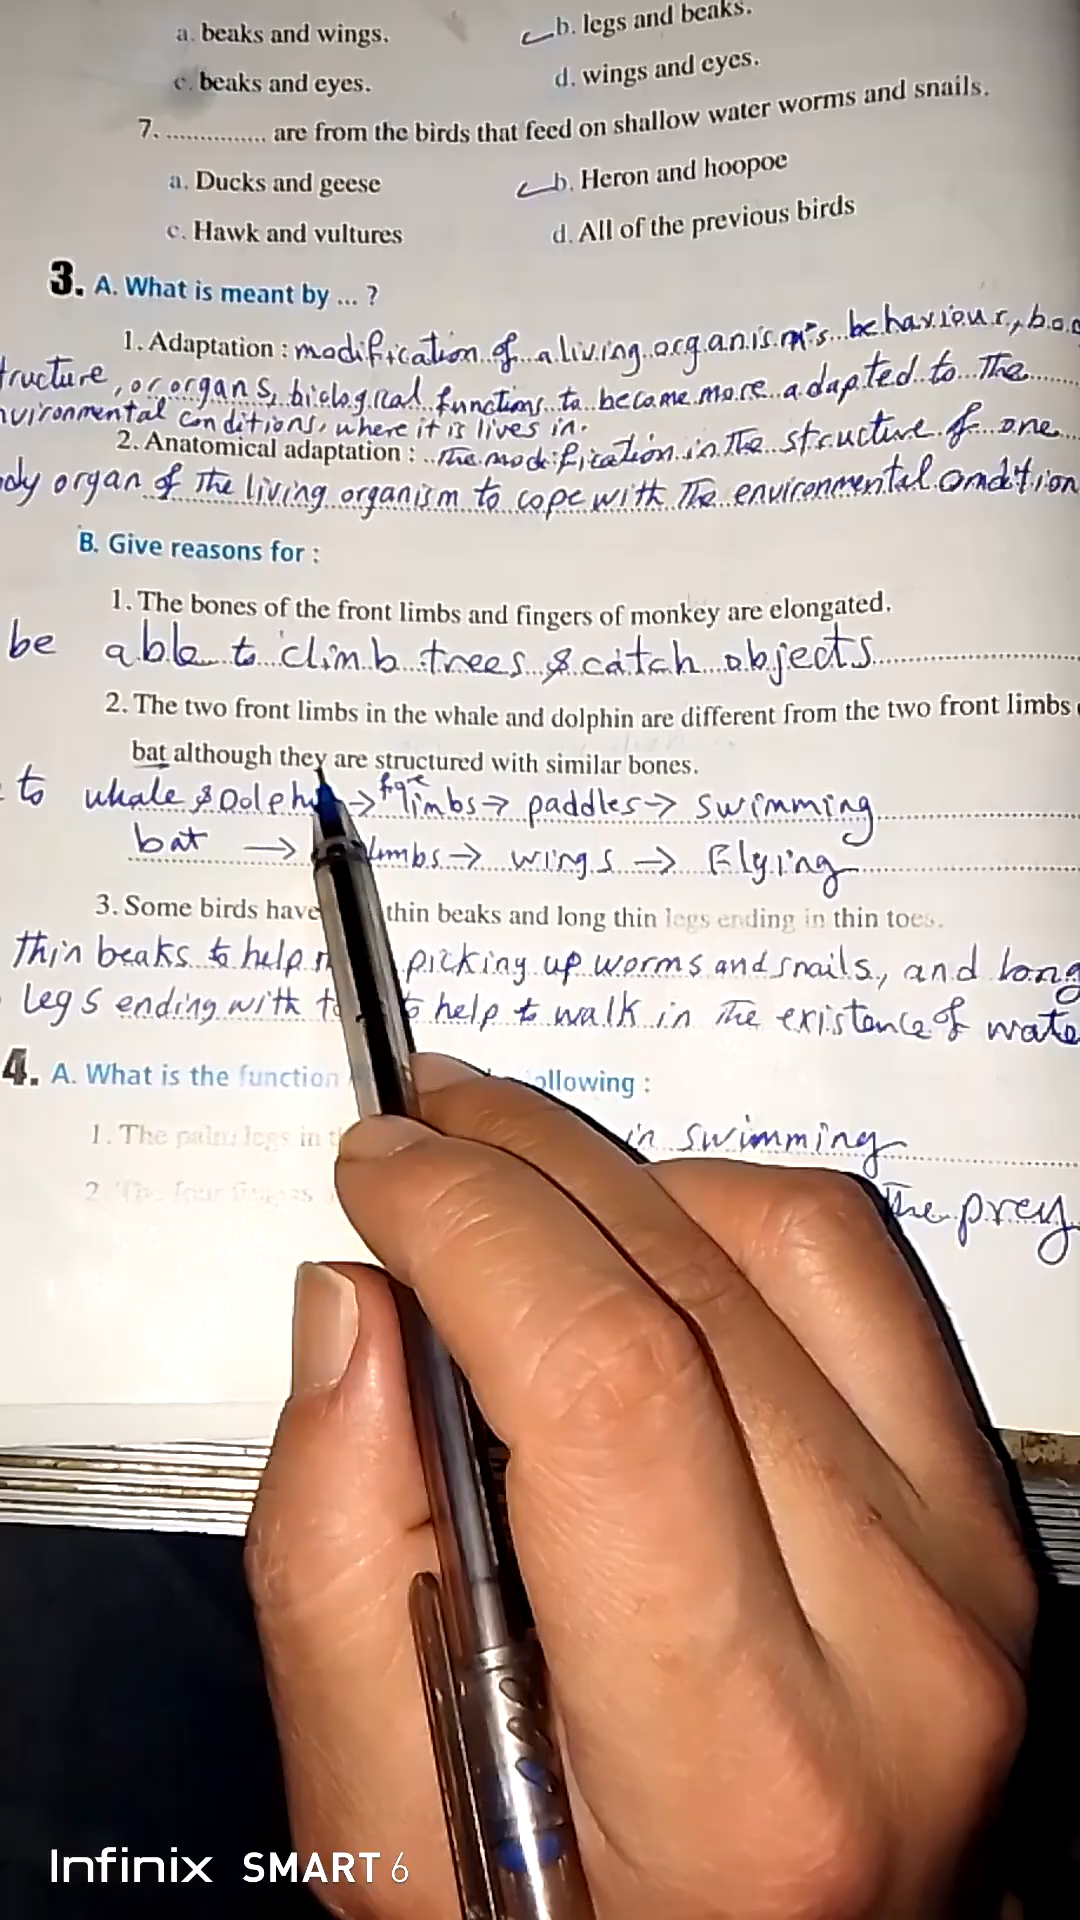 a. beaks and wings. b. legs and beaks.
c. beaks and eyes. d. wings and eyes.
7. .............. are from the birds that feed on shallow water worms and snails.
a. Ducks and geese b. Heron and hoopoe
c. Hawk and vultures d. All of the previous birds
3. A. What is meant by ... ?
1. Adaptation : modification of a living organism's behaviour, bo
tructure, or organs, biological functions to become more adapted to the
nvironmental conditions, where it is lives in.
2. Anatomical adaptation : The modification in the structure of one
ody organ of the living organism to cope with the environmental condition
B. Give reasons for :
1. The bones of the front limbs and fingers of monkey are elongated.
be able to climb trees & catch objects
2. The two front limbs in the whale and dolphin are different from the two front limbs
bat although they are structured with similar bones.
to whale & Dolph → fore limbs → paddles → swimming
bat → limbs → wings → Flying
3. Some birds have thin beaks and long thin legs ending in thin toes.
thin beaks to help picking up worms and snails, and long
legs ending with to help to walk in the existence of wate
4. A. What is the function ollowing :
1. The palm legs in in swimming
2. The four the prey
Infinix SMART 6